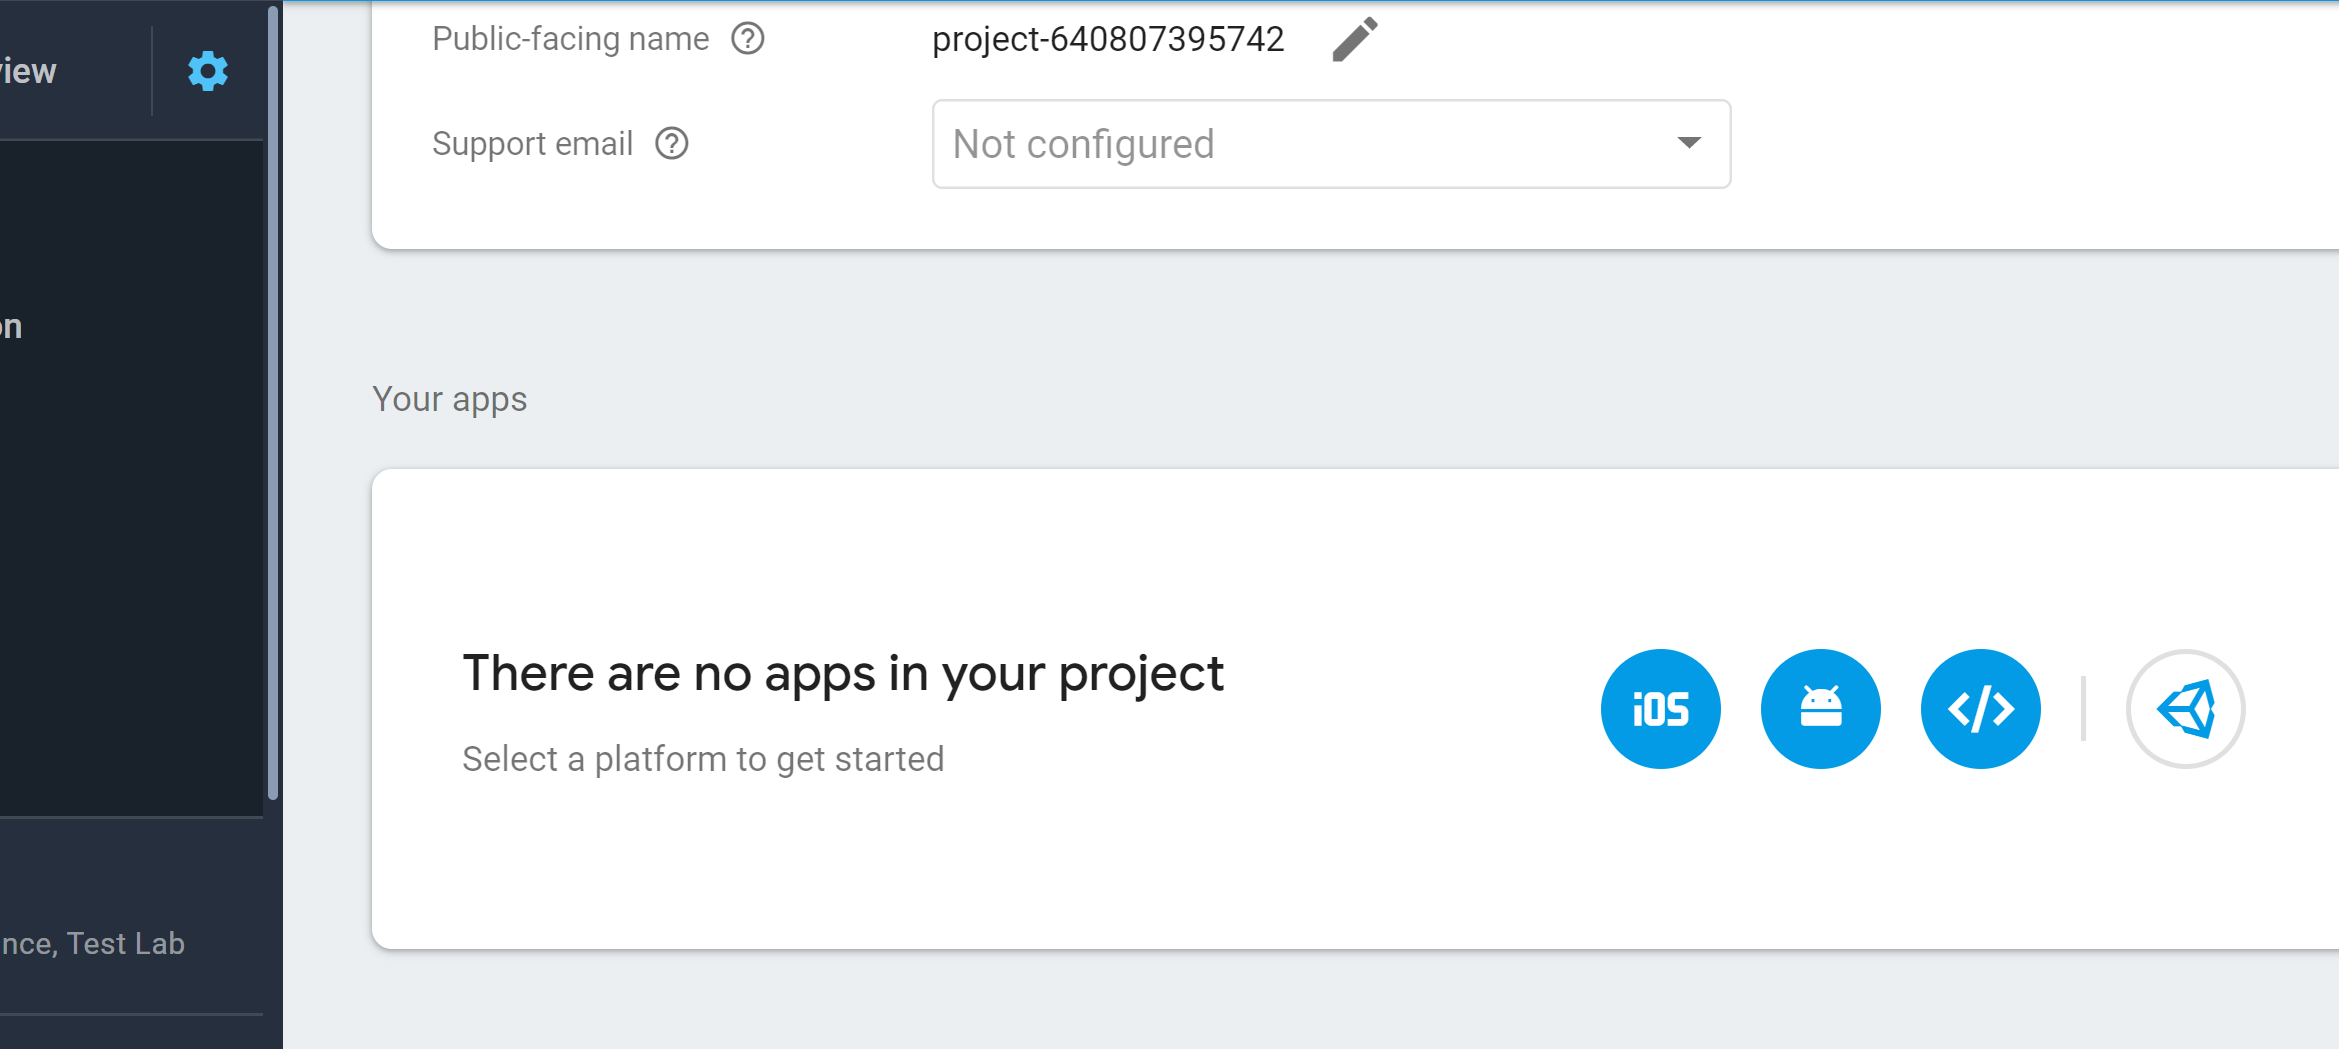 view
on
nce, Test Lab
Public-facing name
project-640807395742
Support email
Not configured
Your apps
There are no apps in your project
Select a platform to get started
iOS